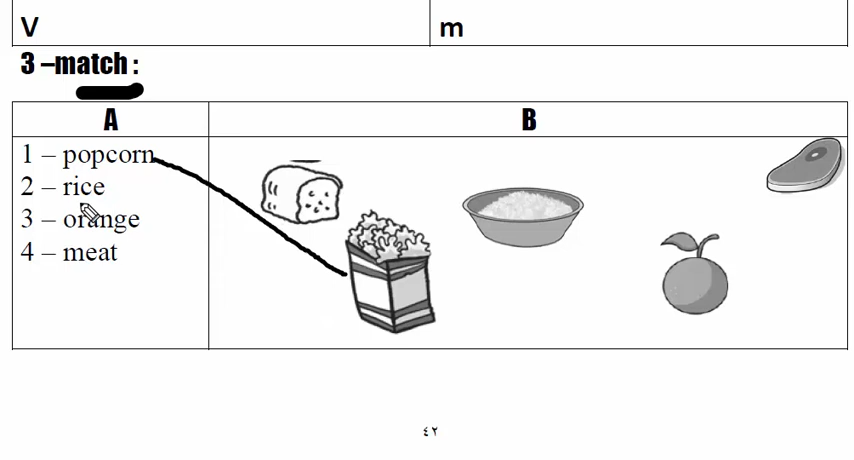 V
m
3 –match :
A
B
1 – popcorn
2 – rice
3 – orange
4 – meat
٤٢